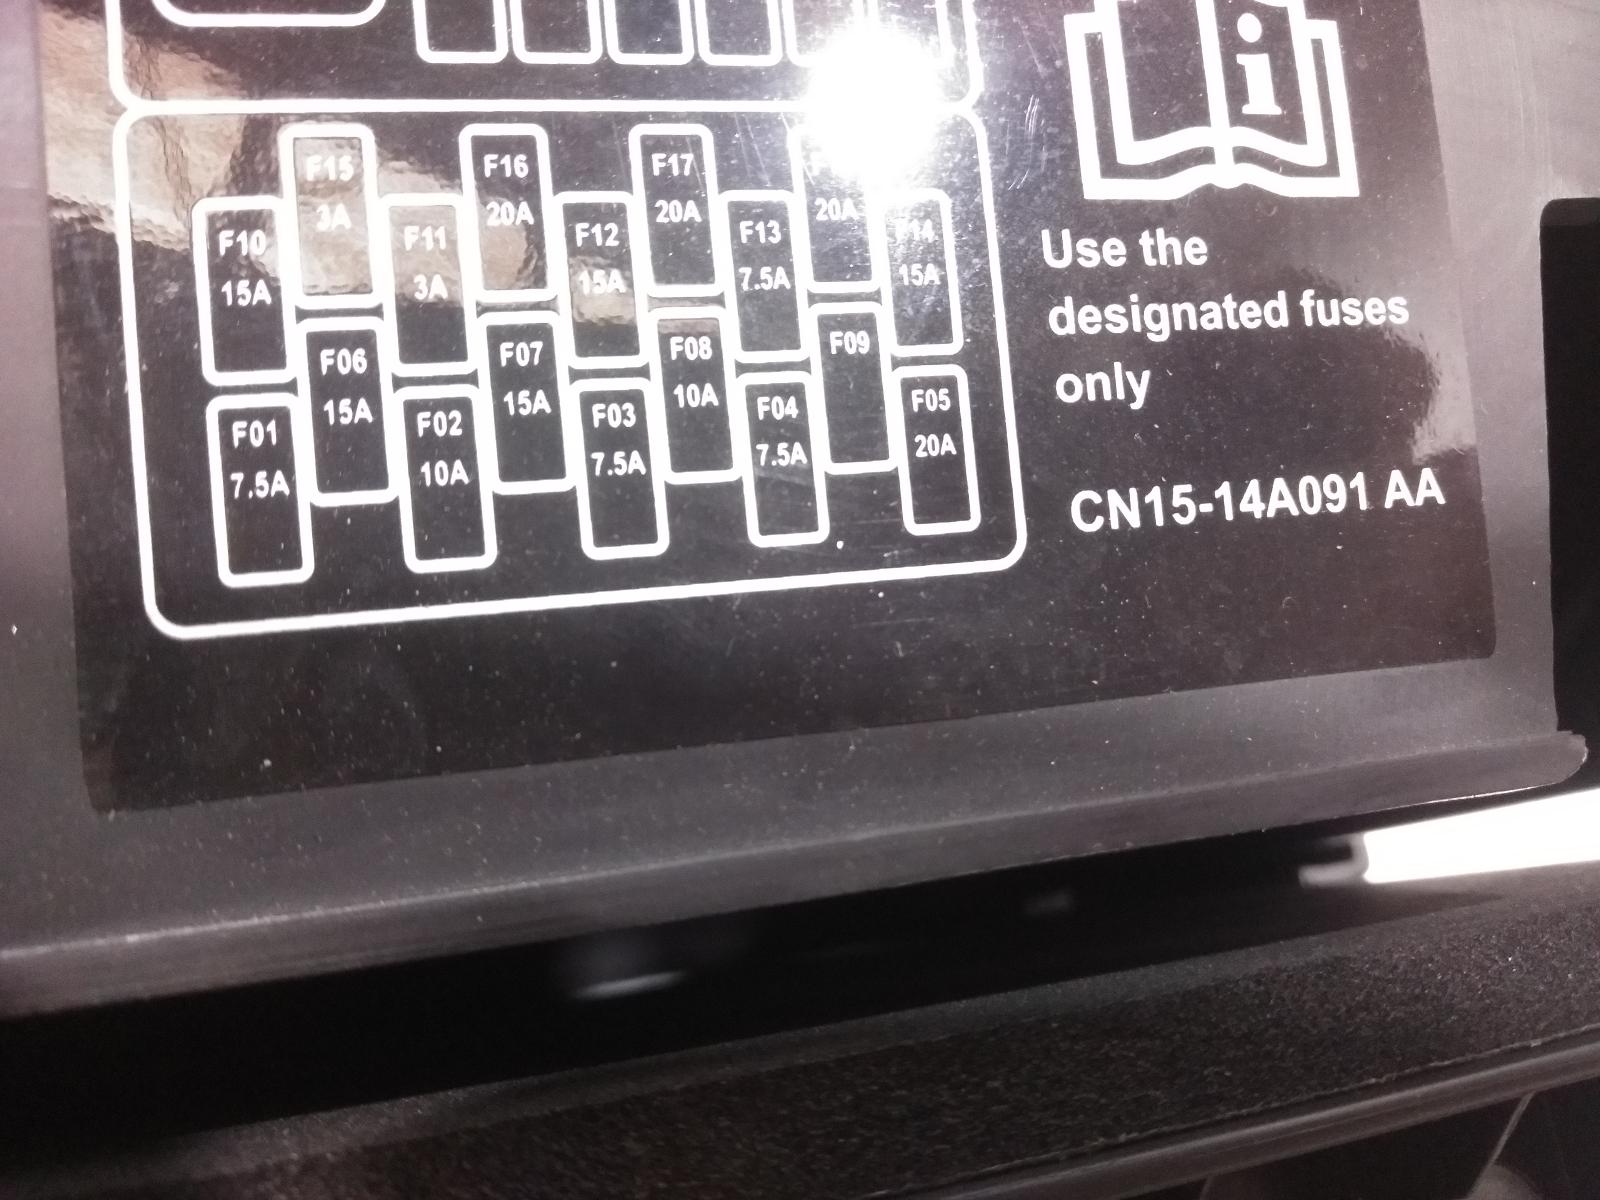 i
F15 F16 F17
3A 20A 20A 20A
F10 F11 F12 F13 F14
15A 3A 15A 7.5A 15A
F06 F07 F08 F09
15A 15A 10A
F01 F02 F03 F04 F05
7.5A 10A 7.5A 7.5A 20A
Use the
designated fuses
only
CN15-14A091 AA